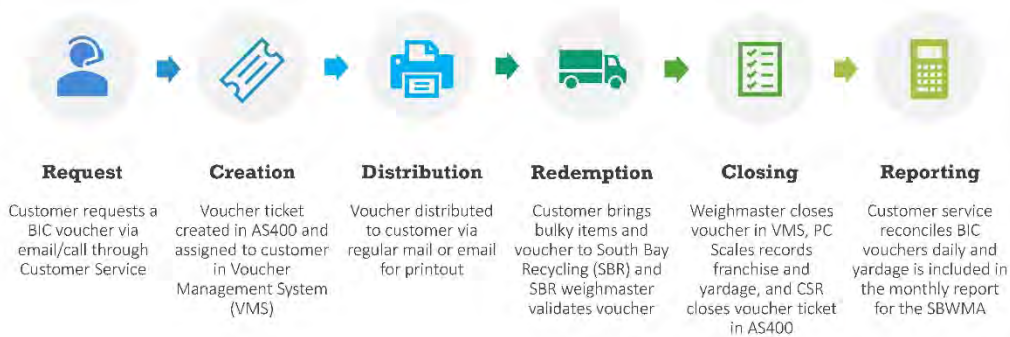 Request
Customer requests a
BIC voucher via
email/call through
Customer Service
Creation
Voucher ticket
created in AS400 and
assigned to customer
in Voucher
Management System
(VMS)
Distribution
Voucher distributed
to customer via
regular mail or email
for printout
Redemption
Customer brings
bulky items and
voucher to South Bay
Recycling (SBR) and
SBR weighmaster
validates voucher
Closing
Weighmaster closes
voucher in VMS, PC
Scales records
franchise and
yardage, and CSR
closes voucher ticket
in AS400
Reporting
Customer service
reconciles BIC
vouchers daily and
yardage is included in
the monthly report
for the SBWMA